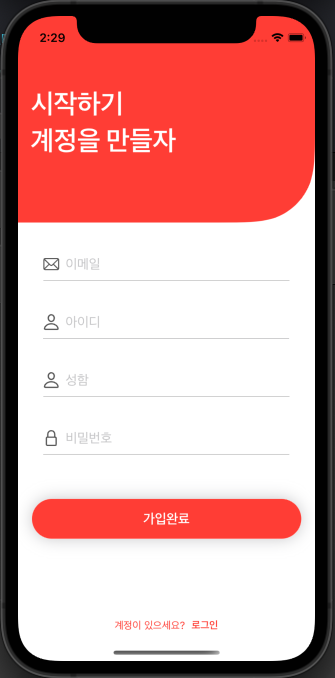 2:29
시작하기
계정을 만들자
이메일
아이디
성함
비밀번호
가입완료
계정이 있으세요? 로그인